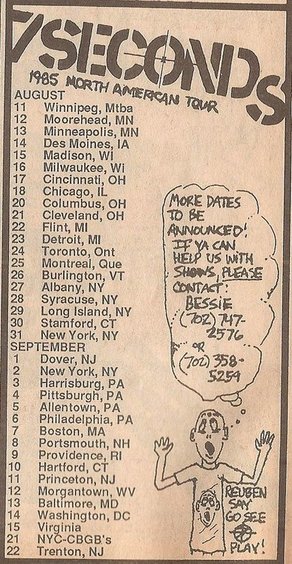 7 SECONDS
1985 NORTH AMERICAN TOUR
AUGUST
11 Winnipeg, Mtba
12 Moorehead, MN
13 Minneapolis, MN
14 Des Moines, IA
15 Madison, WI
16 Milwaukee, Wi
17 Cincinnati, OH
18 Chicago, IL
20 Columbus, OH
21 Cleveland, OH
22 Flint, MI
23 Detroit, MI
24 Toronto, Ont
25 Montreal, Que
26 Burlington, VT
27 Albany, NY
28 Syracuse, NY
29 Long Island, NY
30 Stamford, CT
31 New York, NY
SEPTEMBER
1 Dover, NJ
2 New York, NY
3 Harrisburg, PA
4 Pittsburgh, PA
5 Allentown, PA
6 Philadelphia, PA
7 Boston, MA
8 Portsmouth, NH
9 Providence, RI
10 Hartford, CT
11 Princeton, NJ
12 Morgantown, WV
13 Baltimore, MD
14 Washington, DC
15 Virginia
21 NYC-CBGB's
22 Trenton, NJ
MORE DATES
TO BE
ANNOUNCED!
IF YA CAN
HELP US WITH
SHOWS, PLEASE
CONTACT:
BESSIE
(702) 747-
2576
OR
(702) 358-
5259
REUBEN
SAY
GO SEE
7
PLAY!